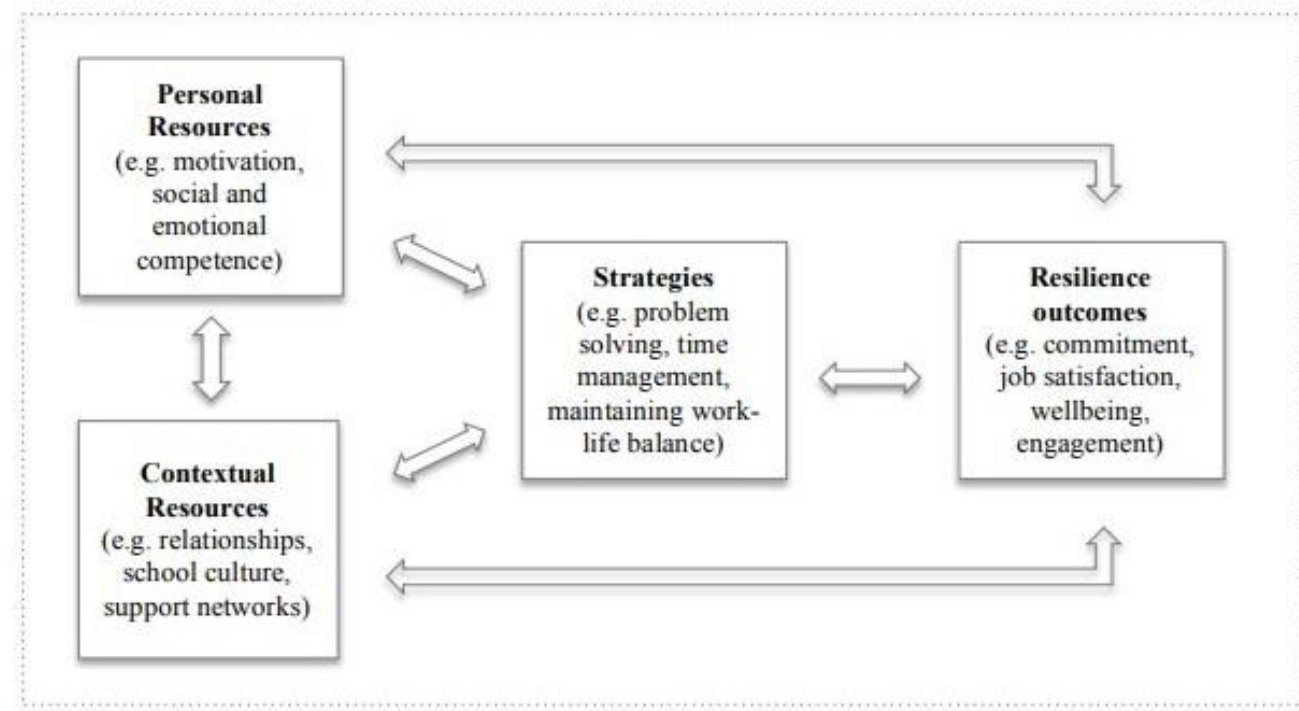 Personal
Resources
(e.g. motivation,
social and
emotional
competence)
Strategies
(e.g. problem
solving, time
management,
maintaining work-
life balance)
Resilience
outcomes
(e.g. commitment,
job satisfaction,
wellbeing,
engagement)
Contextual
Resources
(e.g. relationships,
school culture,
support networks)